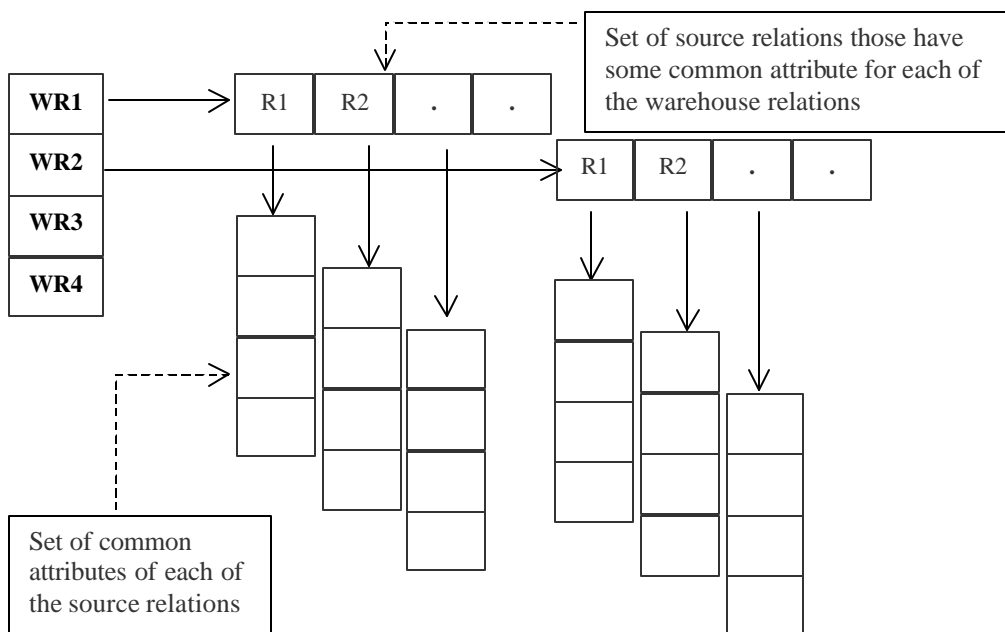 Set of source relations those have
some common attribute for each of
the warehouse relations
WR1
WR2
WR3
WR4
R1 R2 . .
R1 R2 . .
Set of common
attributes of each of
the source relations